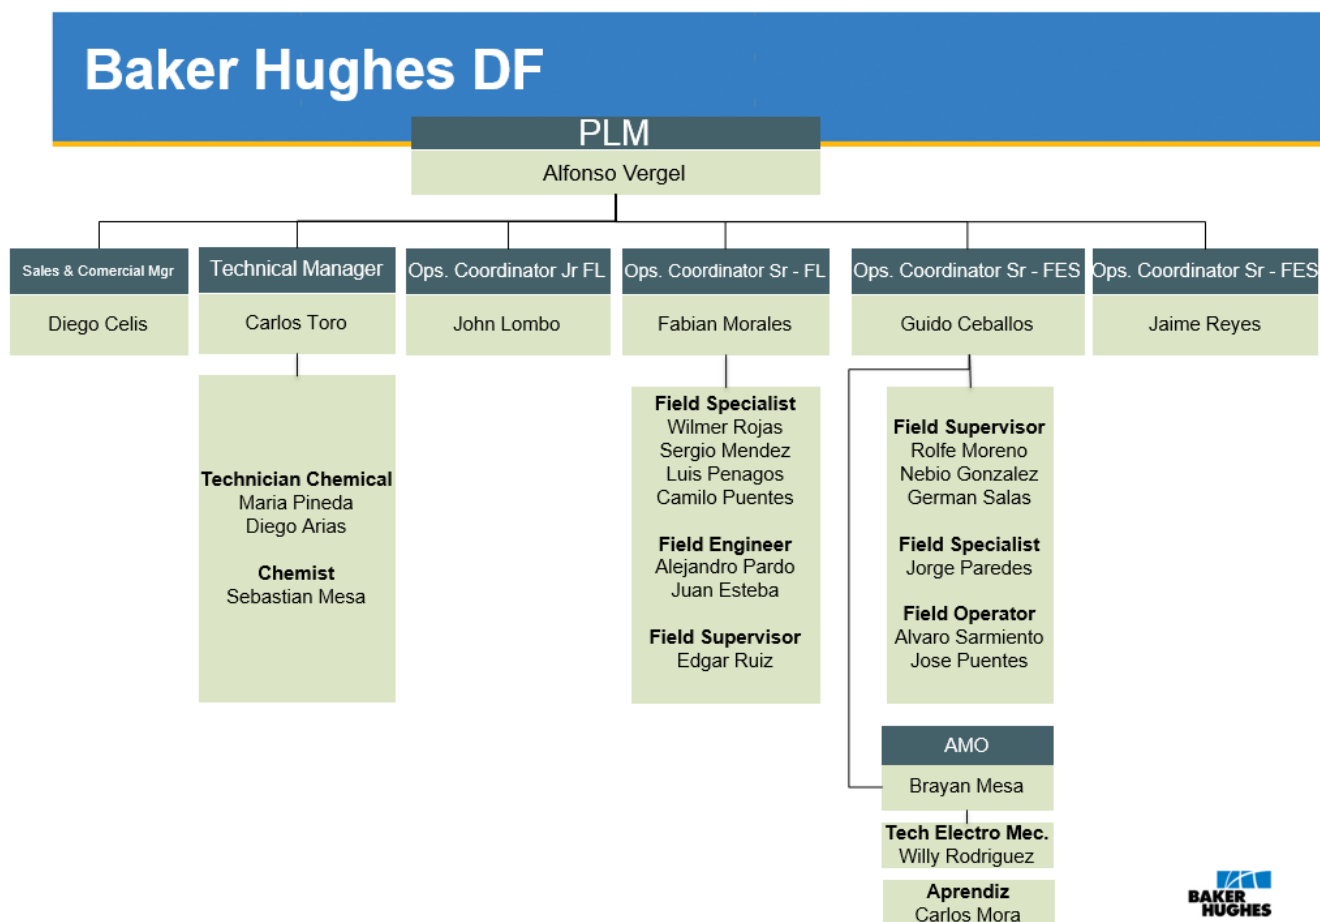 Baker Hughes DF
PLM
Alfonso Vergel
Sales & Comercial Mgr
Diego Celis
Technical Manager
Carlos Toro
Technician Chemical
Maria Pineda
Diego Arias
Chemist
Sebastian Mesa
Ops. Coordinator Jr FL
John Lombo
Ops. Coordinator Sr - FL
Fabian Morales
Field Specialist
Wilmer Rojas
Sergio Mendez
Luis Penagos
Camilo Puentes
Field Engineer
Alejandro Pardo
Juan Esteba
Field Supervisor
Edgar Ruiz
Ops. Coordinator Sr - FES
Guido Ceballos
Field Supervisor
Rolfe Moreno
Nebio Gonzalez
German Salas
Field Specialist
Jorge Paredes
Field Operator
Alvaro Sarmiento
Jose Puentes
AMO
Brayan Mesa
Tech Electro Mec.
Willy Rodriguez
Aprendiz
Carlos Mora
Ops. Coordinator Sr - FES
Jaime Reyes
BAKER
HUGHES